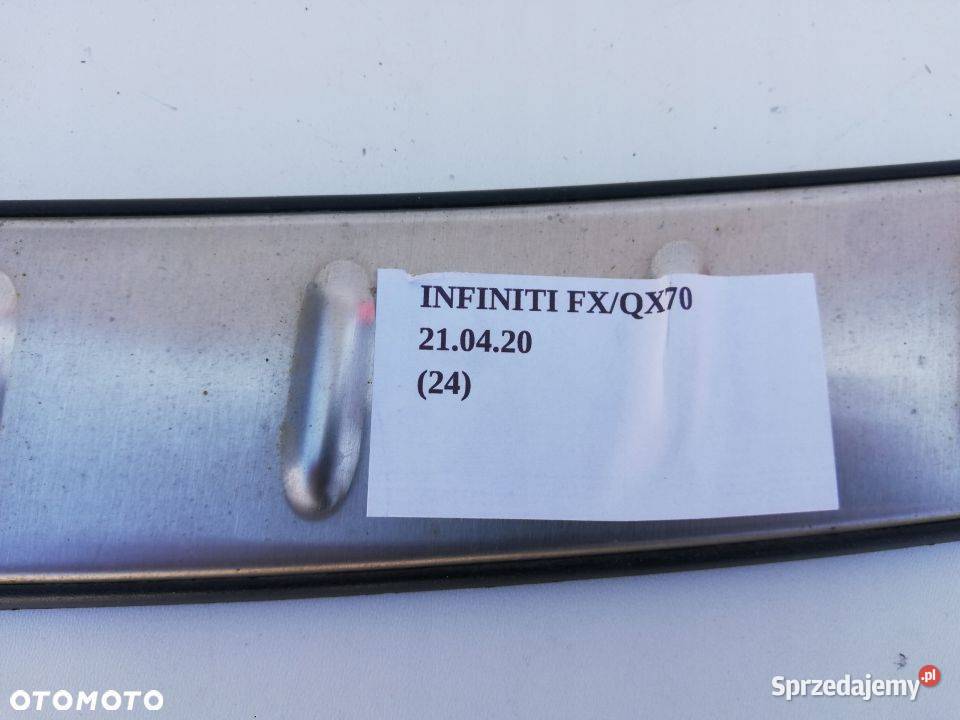 INFINITI FX/QX70
21.04.20
(24)
OTOMOTO
Sprzedajemy.pl